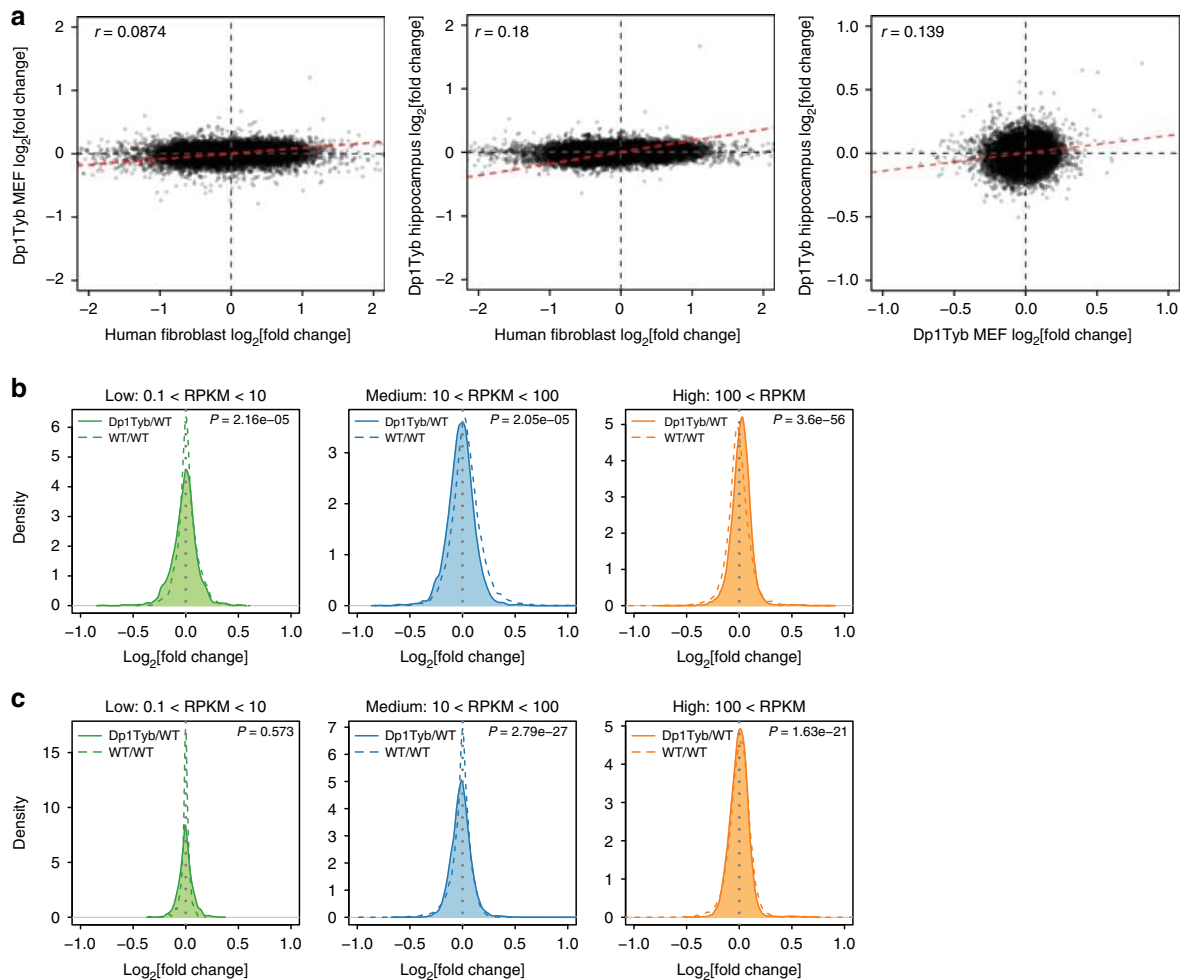 a
r = 0.0874
Dp1Tyb MEF log2[fold change]
2
1
0
−1
−2
−2 −1 0 1 2
Human fibroblast log2[fold change]
r = 0.18
Dp1Tyb hippocampus log2[fold change]
2
1
0
−1
−2
−2 −1 0 1 2
Human fibroblast log2[fold change]
r = 0.139
Dp1Tyb hippocampus log2[fold change]
1.0
0.5
0.0
−0.5
−1.0
−1.0 −0.5 0.0 0.5 1.0
Dp1Tyb MEF log2[fold change]
b
Low: 0.1 < RPKM < 10
Dp1Tyb/WT
WT/WT
P = 2.16e−05
Density
6
5
4
3
2
1
0
−1.0 −0.5 0.0 0.5 1.0
Log2[fold change]
Medium: 10 < RPKM < 100
Dp1Tyb/WT
WT/WT
P = 2.05e−05
3
2
1
0
−1.0 −0.5 0.0 0.5 1.0
Log2[fold change]
High: 100 < RPKM
Dp1Tyb/WT
WT/WT
P = 3.6e−56
5
4
3
2
1
0
−1.0 −0.5 0.0 0.5 1.0
Log2[fold change]
c
Low: 0.1 < RPKM < 10
Dp1Tyb/WT
WT/WT
P = 0.573
Density
15
10
5
0
−1.0 −0.5 0.0 0.5 1.0
Log2[fold change]
Medium: 10 < RPKM < 100
Dp1Tyb/WT
WT/WT
P = 2.79e−27
7
6
5
4
3
2
1
0
−1.0 −0.5 0.0 0.5 1.0
Log2[fold change]
High: 100 < RPKM
Dp1Tyb/WT
WT/WT
P = 1.63e−21
5
4
3
2
1
0
−1.0 −0.5 0.0 0.5 1.0
Log2[fold change]